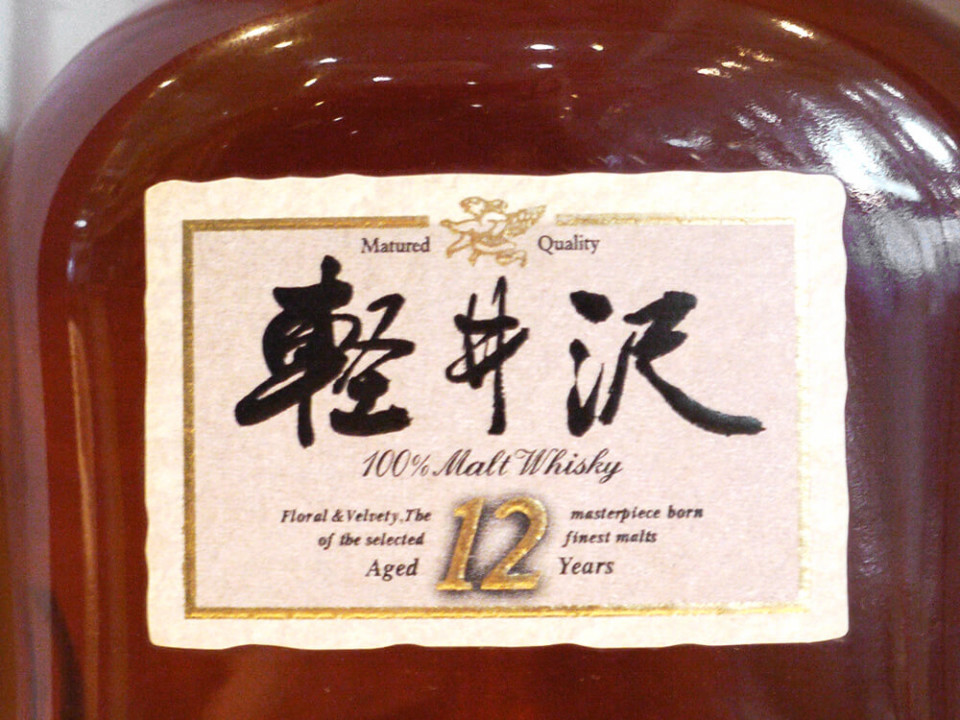 Matured Quality
軽井沢
100% Malt Whisky
Floral & Velvety, The masterpiece born
of the selected finest malts
Aged 12 Years